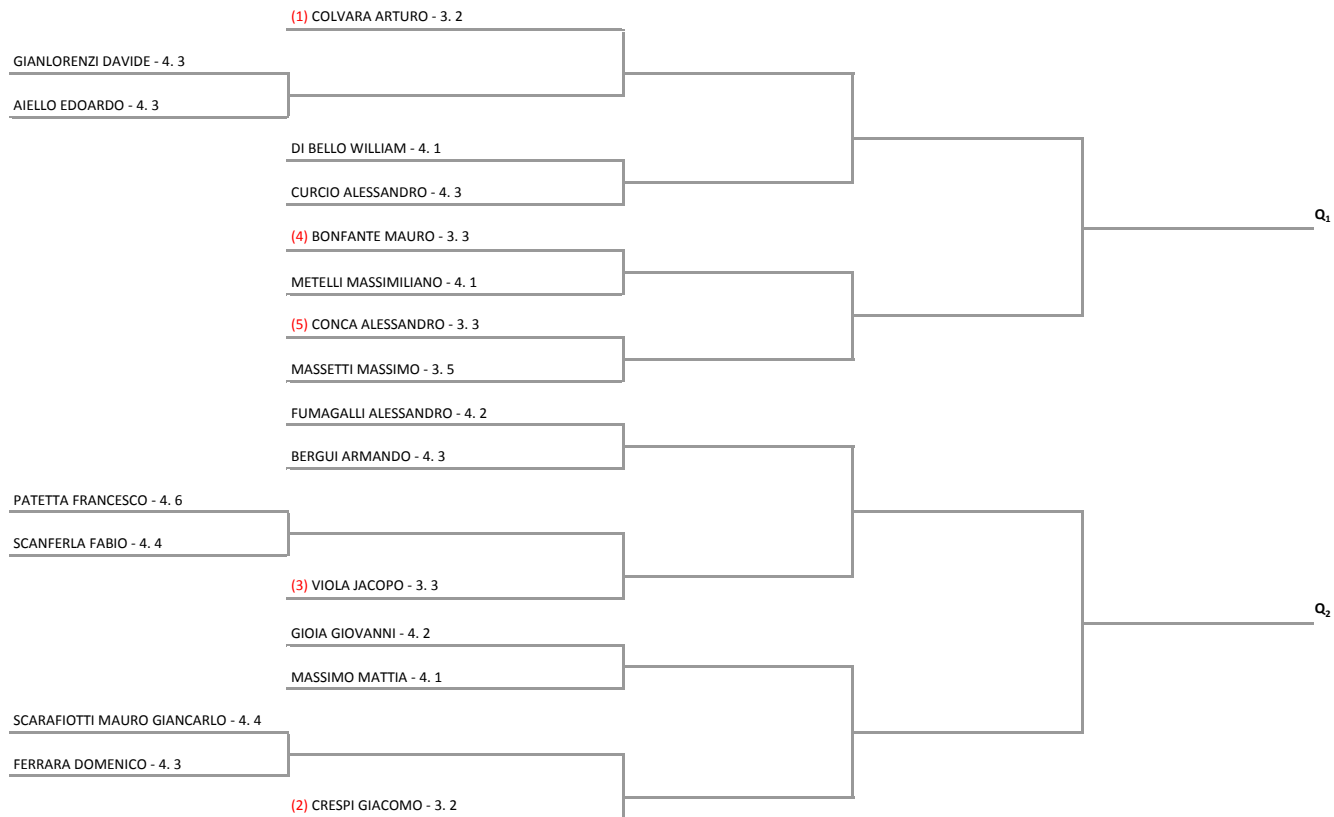 (1) COLVARA ARTURO - 3. 2
GIANLORENZI DAVIDE - 4. 3
AIELLO EDOARDO - 4. 3
DI BELLO WILLIAM - 4. 1
CURCIO ALESSANDRO - 4. 3
Q1
(4) BONFANTE MAURO - 3. 3
METELLI MASSIMILIANO - 4. 1
(5) CONCA ALESSANDRO - 3. 3
MASSETTI MASSIMO - 3. 5
FUMAGALLI ALESSANDRO - 4. 2
BERGUI ARMANDO - 4. 3
PATETTA FRANCESCO - 4. 6
SCANFERLA FABIO - 4. 4
(3) VIOLA JACOPO - 3. 3
Q2
GIOIA GIOVANNI - 4. 2
MASSIMO MATTIA - 4. 1
SCARAFIOTTI MAURO GIANCARLO - 4. 4
FERRARA DOMENICO - 4. 3
(2) CRESPI GIACOMO - 3. 2